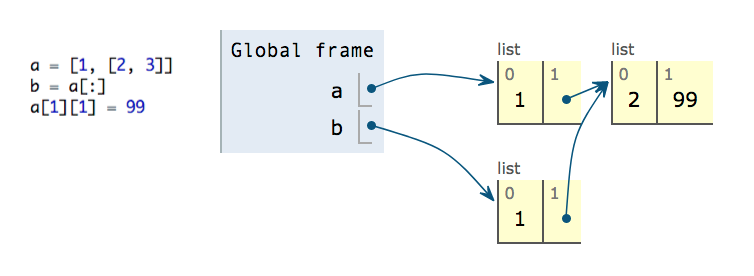 a = [1, [2, 3]]
b = a[:]
a[1][1] = 99
Global frame
a
b
list
0 1
1
list
0 1
2 99
list
0 1
1